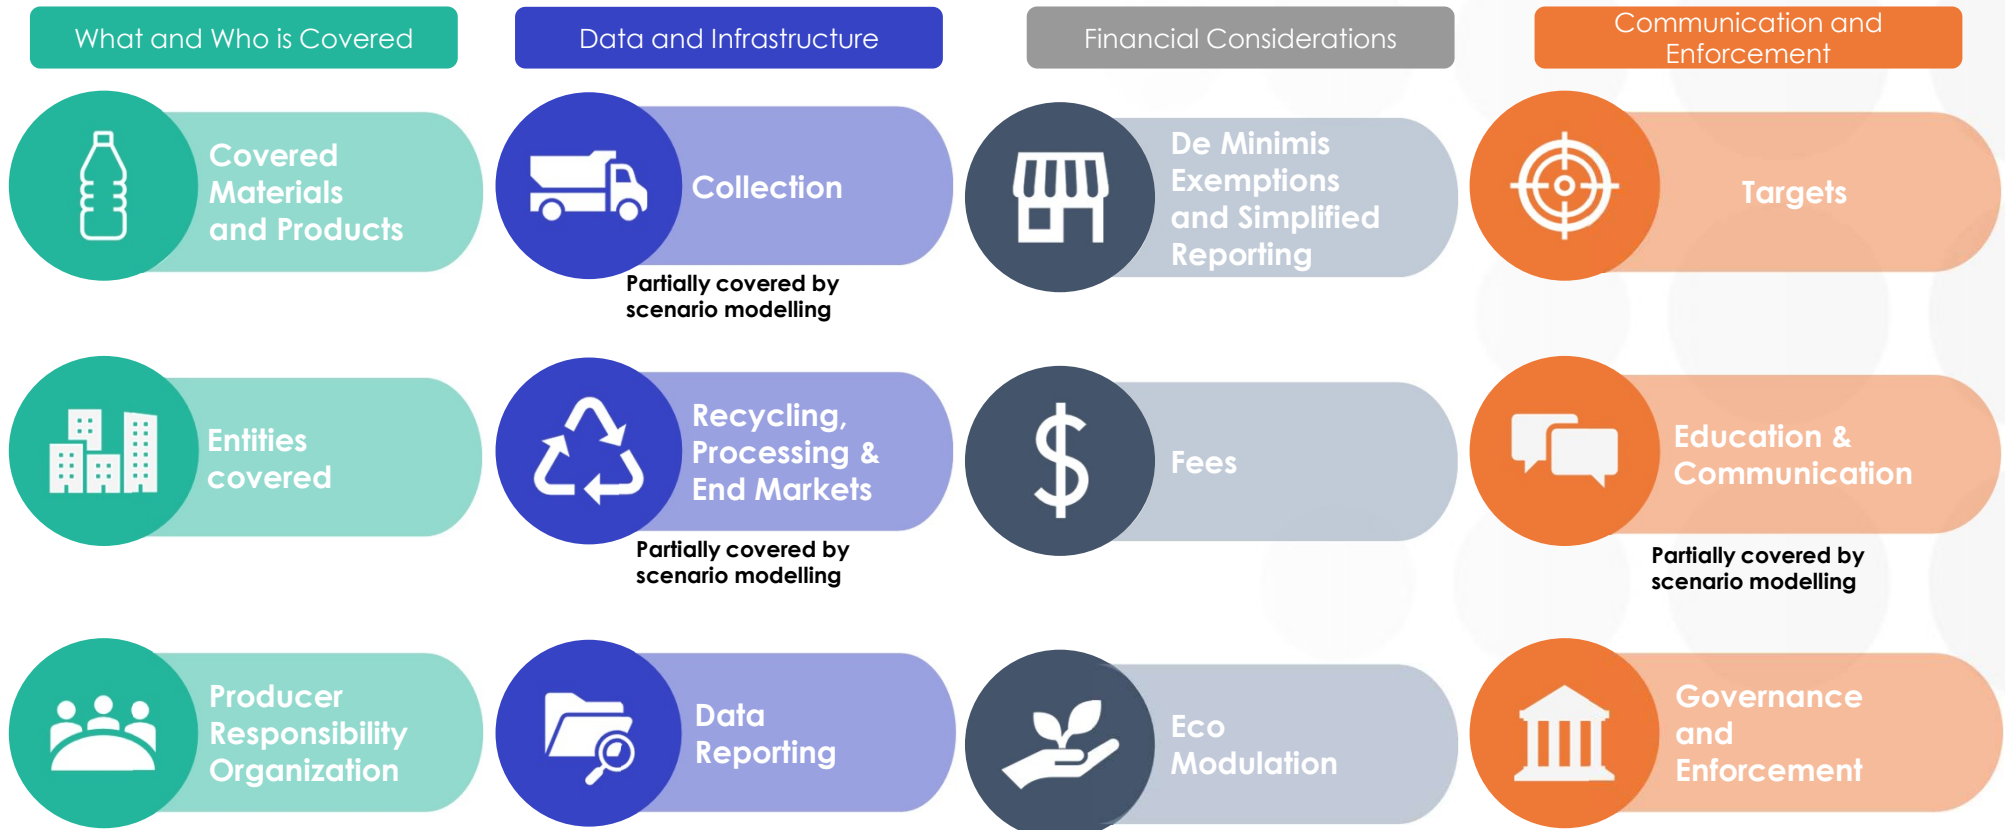 What and Who is Covered
Covered
Materials
and Products
Entities
covered
Producer
Responsibility
Organization
Data and Infrastructure
Collection
Partially covered by
scenario modelling
Recycling,
Processing &
End Markets
Partially covered by
scenario modelling
Data
Reporting
Financial Considerations
De Minimis
Exemptions
and Simplified
Reporting
Fees
Eco
Modulation
Communication and
Enforcement
Targets
Education &
Communication
Partially covered by
scenario modelling
Governance
and
Enforcement